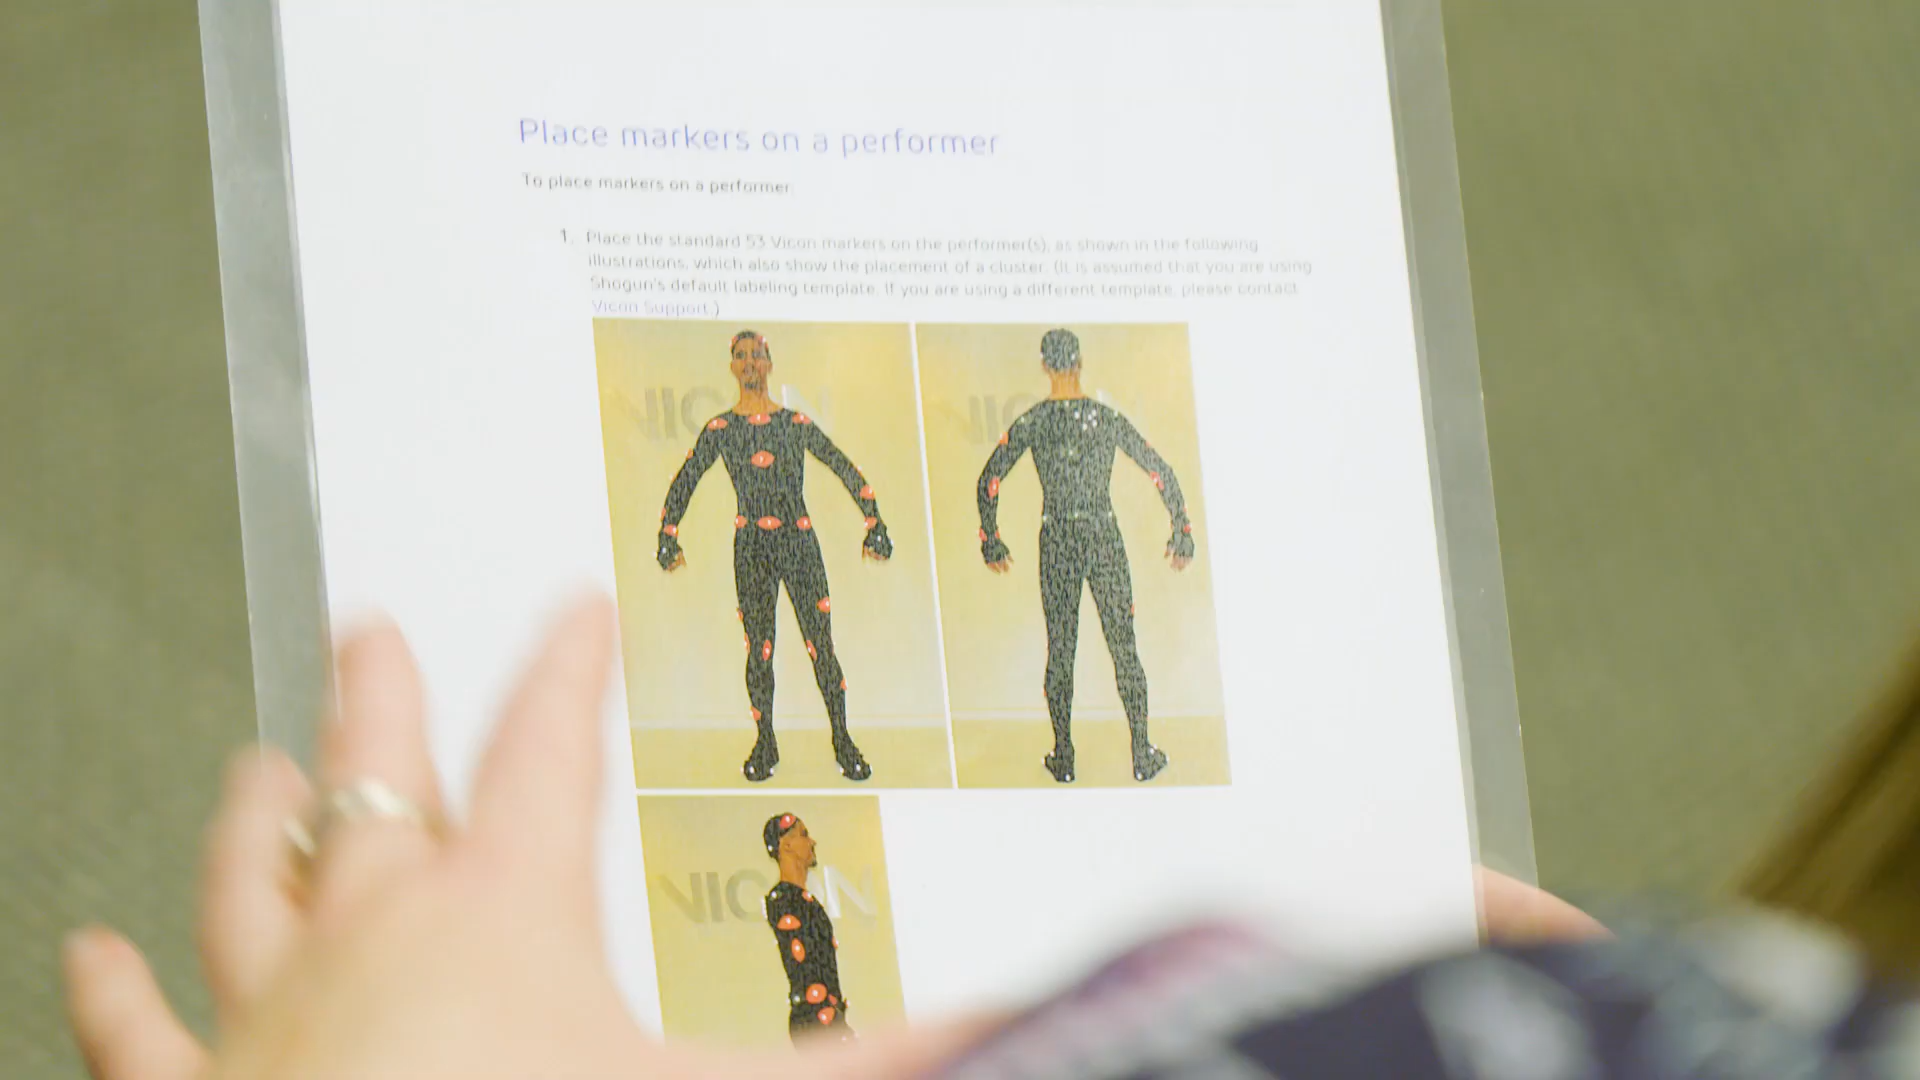 Place markers on a performer
To place markers on a performer:
1. Place the standard 53 Vicon markers on the performer(s), as shown in the following
illustrations, which also show the placement of a cluster. (It is assumed that you are using
Shogun's default labeling template. If you are using a different template, please contact
Vicon Support.)
VICON
VICON
VICON